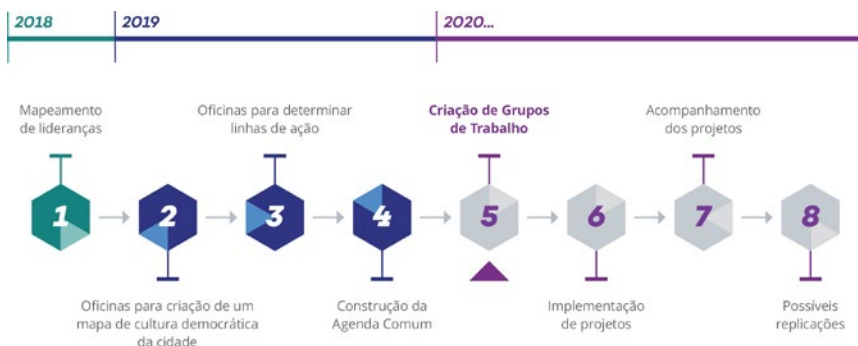 2018
2019
2020...
Mapeamento
de lideranças
Oficinas para determinar
linhas de ação
Criação de Grupos
de Trabalho
Acompanhamento
dos projetos
1
2
3
4
5
6
7
8
Oficinas para criação de um
mapa de cultura democrática
da cidade
Construção da
Agenda Comum
Implementação
de projetos
Possíveis
replicações